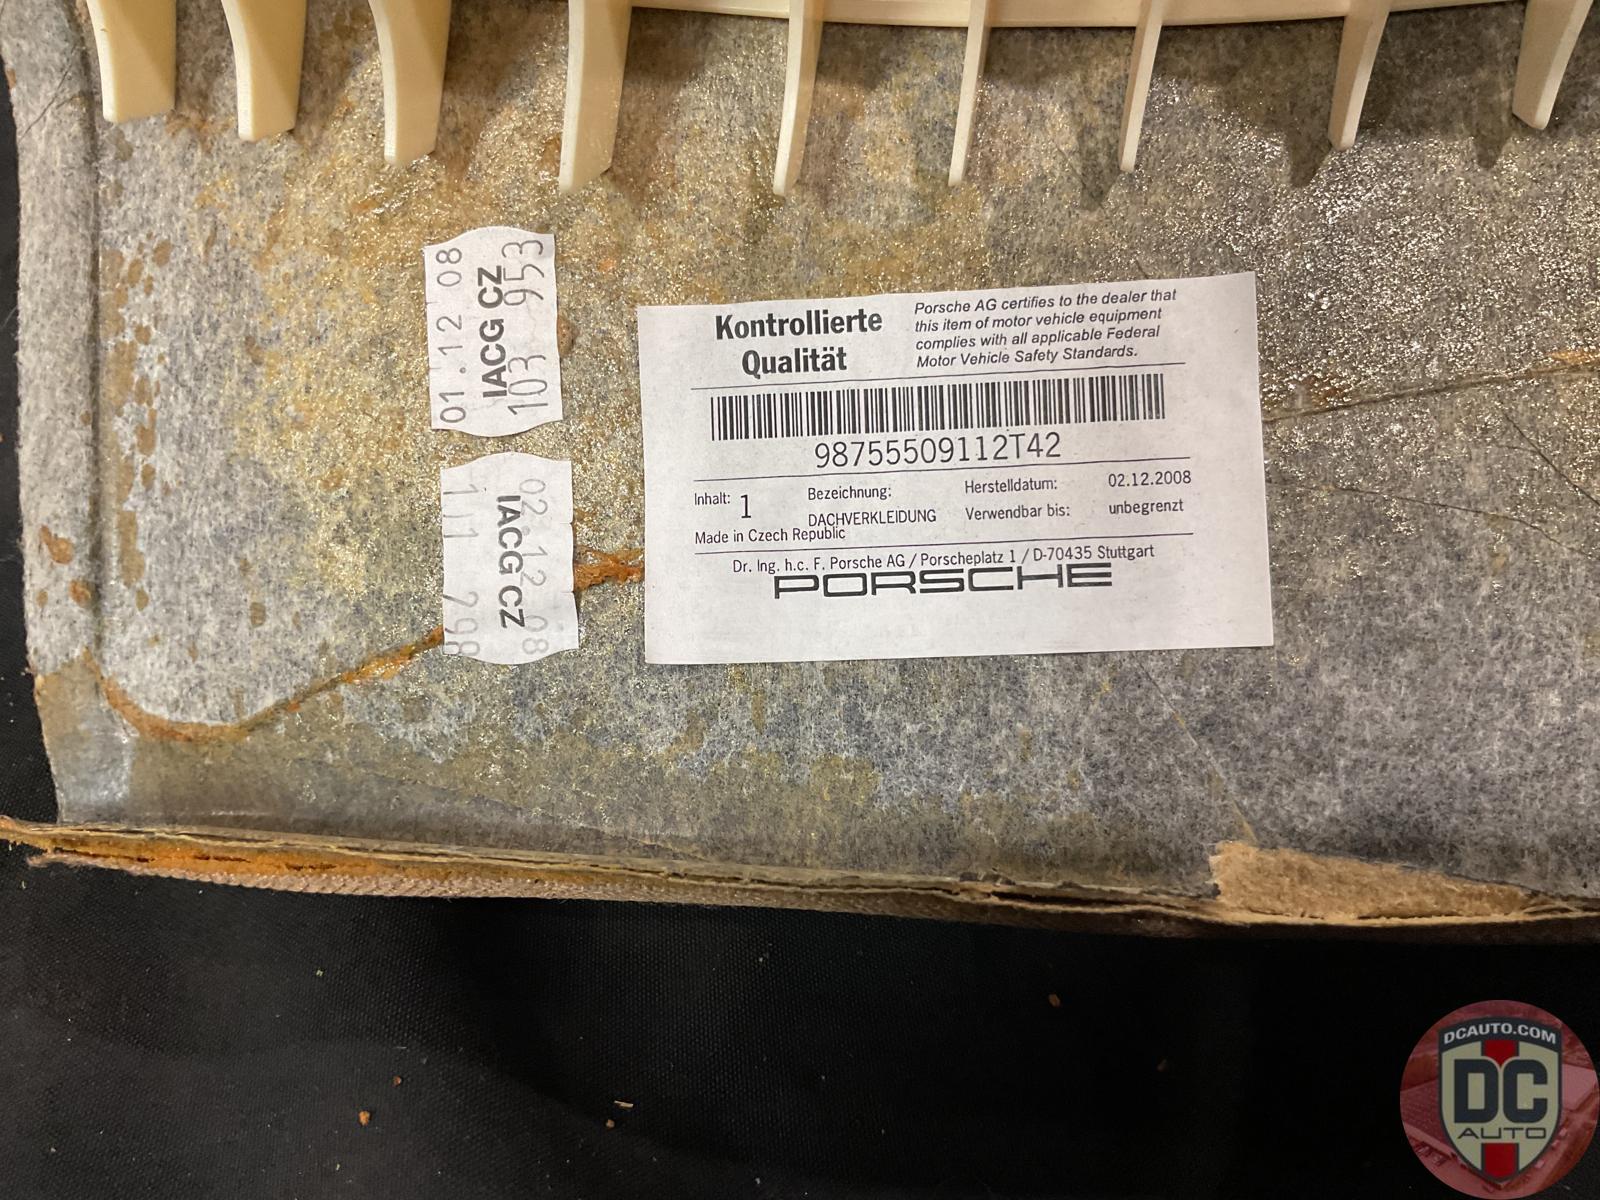 01.12 08
IACG CZ
103 953
IACG CZ
02.12 08
Kontrollierte
Qualität
Porsche AG certifies to the dealer that
this item of motor vehicle equipment
complies with all applicable Federal
Motor Vehicle Safety Standards.
98755509112T42
Inhalt: 1
Bezeichnung:
DACHVERKLEIDUNG
Herstelldatum: 02.12.2008
Verwendbar bis: unbegrenzt
Made in Czech Republic
Dr. Ing. h.c. F. Porsche AG / Porscheplatz 1 / D-70435 Stuttgart
PORSCHE
DCAUTO.COM
DC
AUTO